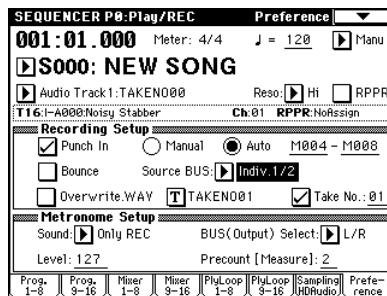 SEQUENCER P0:Play/REC Preference
001:01.000 Meter: 4/4 ♩ = 120 Manu
S000: NEW SONG
Audio Track1:TAKENO00 Reso: Hi RPPR
T16:I-A000:Noisy Stabber Ch:01 RPPR:NoAssign
Recording Setup
Punch In Manual Auto M004 - M008
Bounce Source BUS: Indiv.1/2
Overwrite.WAV T TAKENO01 Take No.: 01
Metronome Setup
Sound: Only REC BUS(Output) Select: L/R
Level: 127 Precount [Measure]: 2
Prog. 1-8 Prog. 9-16 Mixer 1-8 Mixer 9-16 PlyLoop 1-8 PlyLoop 9-16 Sampling HDAudio Prefe- rence